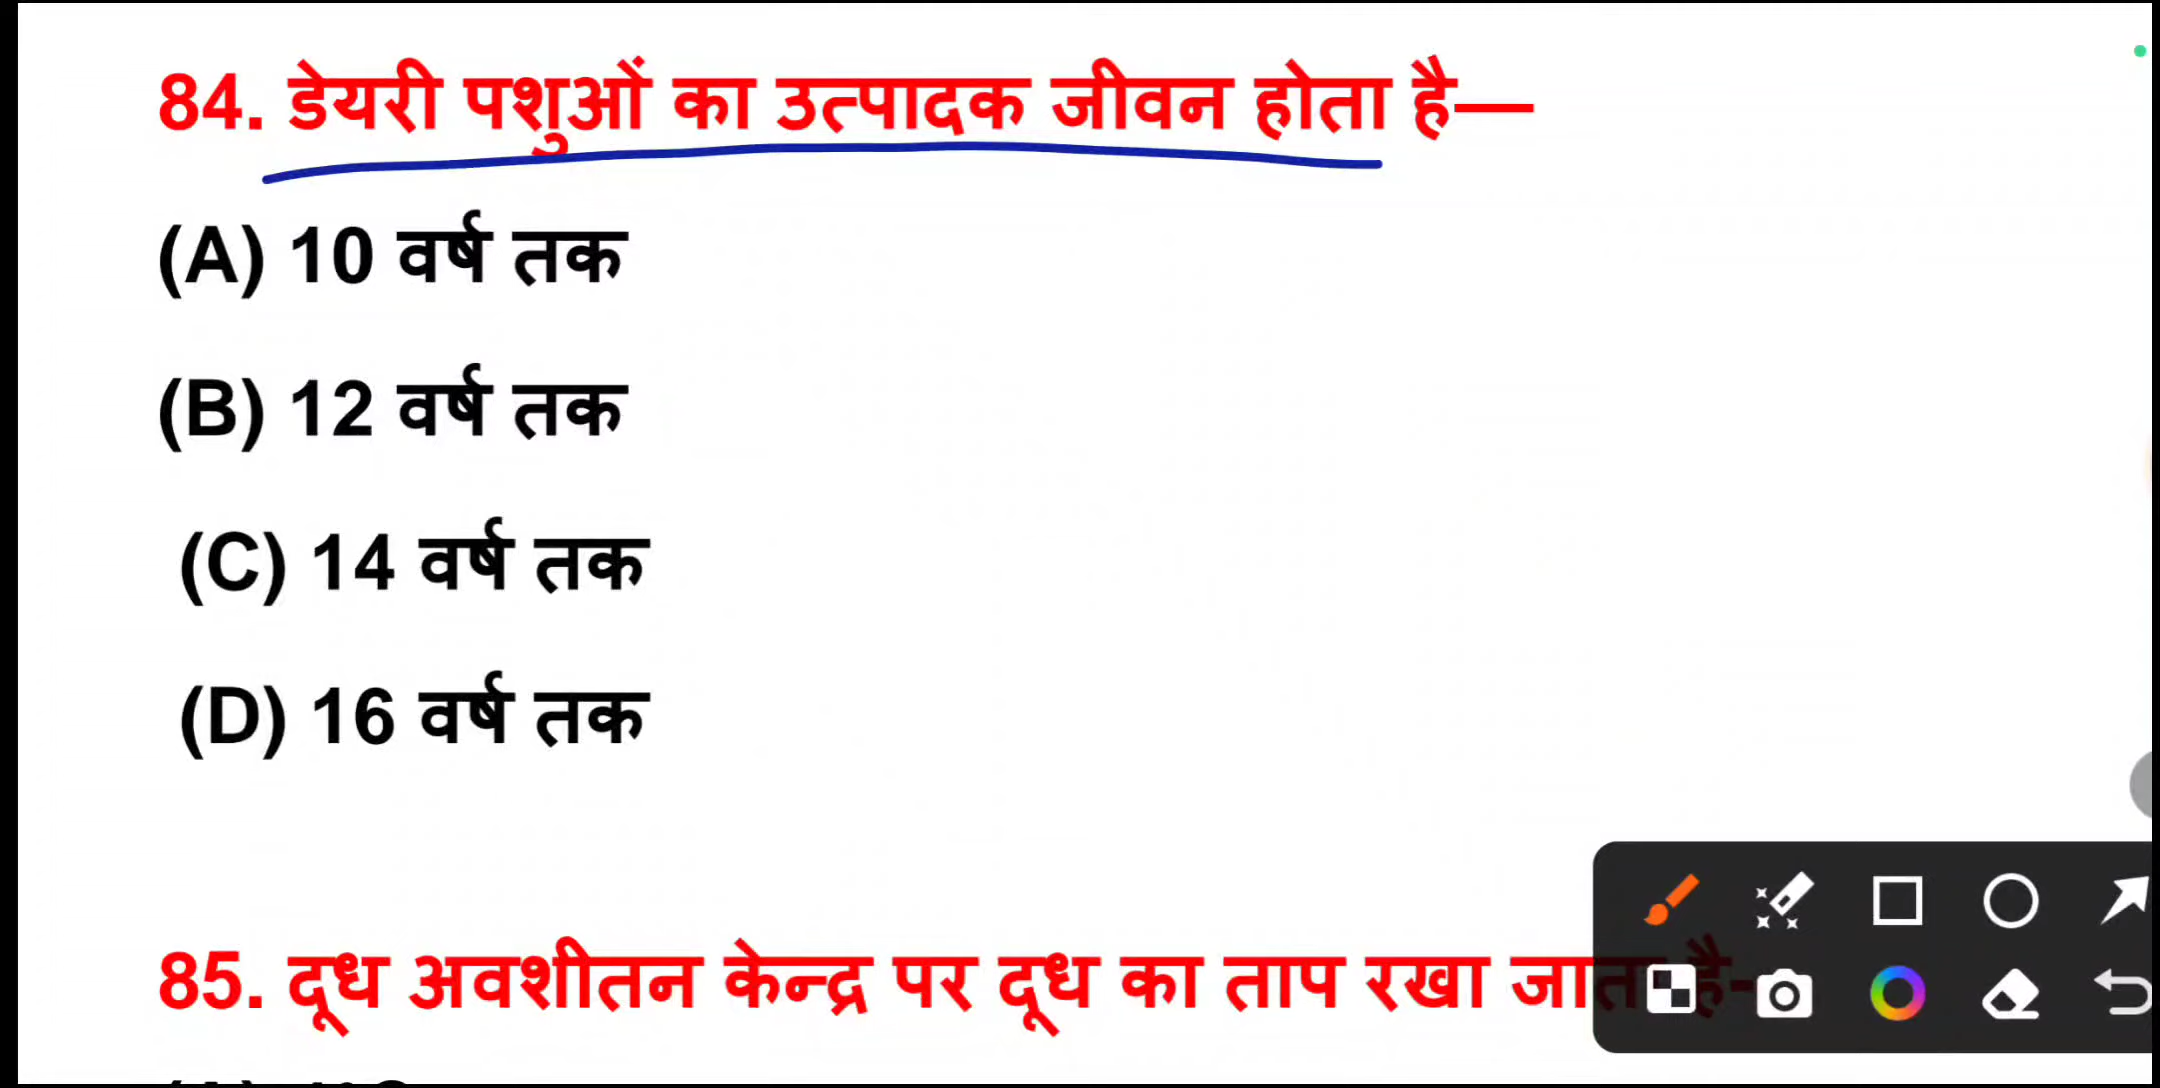 84. डेयरी पशुओं का उत्पादक जीवन होता है—
(A) 10 वर्ष तक
(B) 12 वर्ष तक
(C) 14 वर्ष तक
(D) 16 वर्ष तक
85. दूध अवशीतन केन्द्र पर दूध का ताप रखा जाता है-